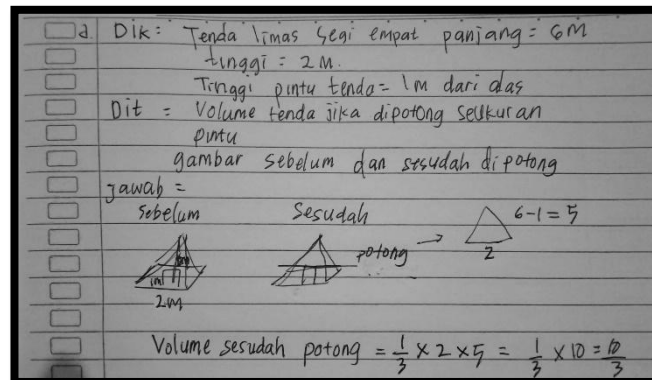 a. Dik = Tenda limas segi empat panjang = 6M
tinggi = 2M.
Tinggi pintu tenda = 1m dari alas
Dit = Volume tenda jika dipotong seukuran
pintu
gambar sebelum dan sesudah dipotong
Jawab =
Sebelum Sesudah
potong → 6-1=5
1m
2
2m
Volume sesudah potong = 1/3 × 2 × 5 = 1/3 × 10 = 10/3